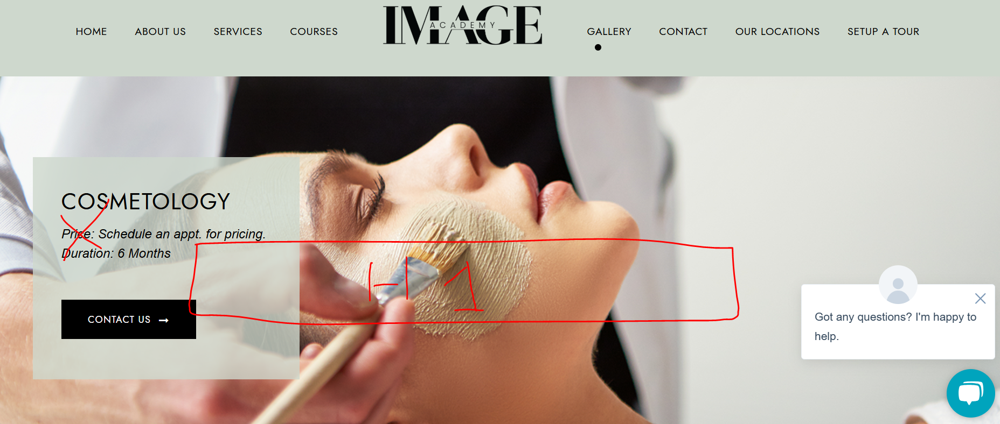 HOME ABOUT US SERVICES COURSES IMAGE ACADEMY GALLERY CONTACT OUR LOCATIONS SETUP A TOUR
COSMETOLOGY
Price: Schedule an appt. for pricing.
Duration: 6 Months
CONTACT US
H1
Got any questions? I'm happy to
help.